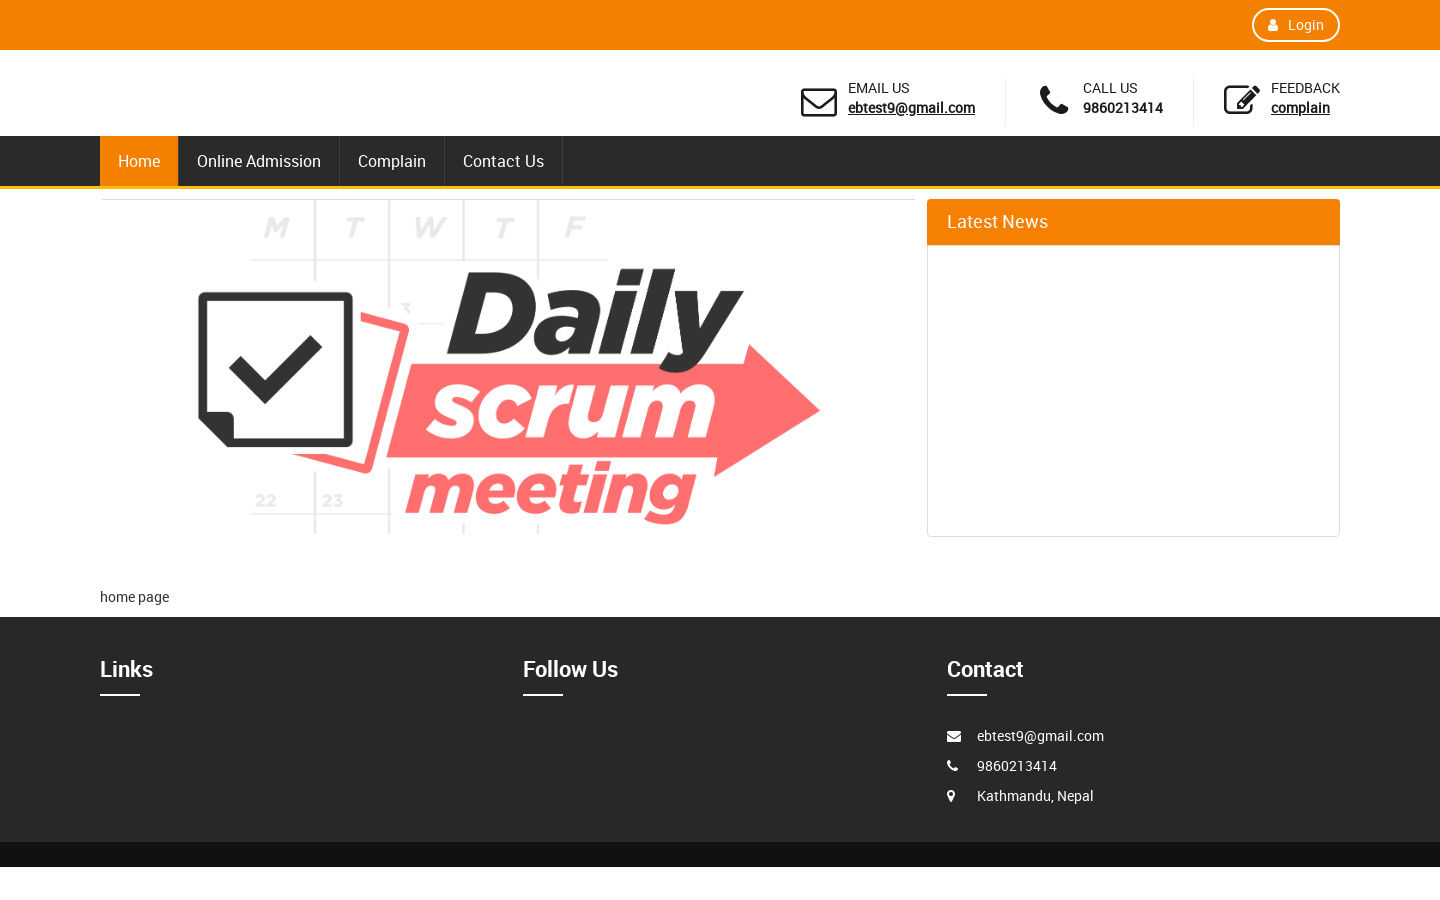 Login
EMAIL US
ebtest9@gmail.com
CALL US
9860213414
FEEDBACK
complain
Home
Online Admission
Complain
Contact Us
M T W T F
3
Daily
scrum
meeting
22 23
Latest News
home page
Links
Follow Us
Contact
ebtest9@gmail.com
9860213414
Kathmandu, Nepal